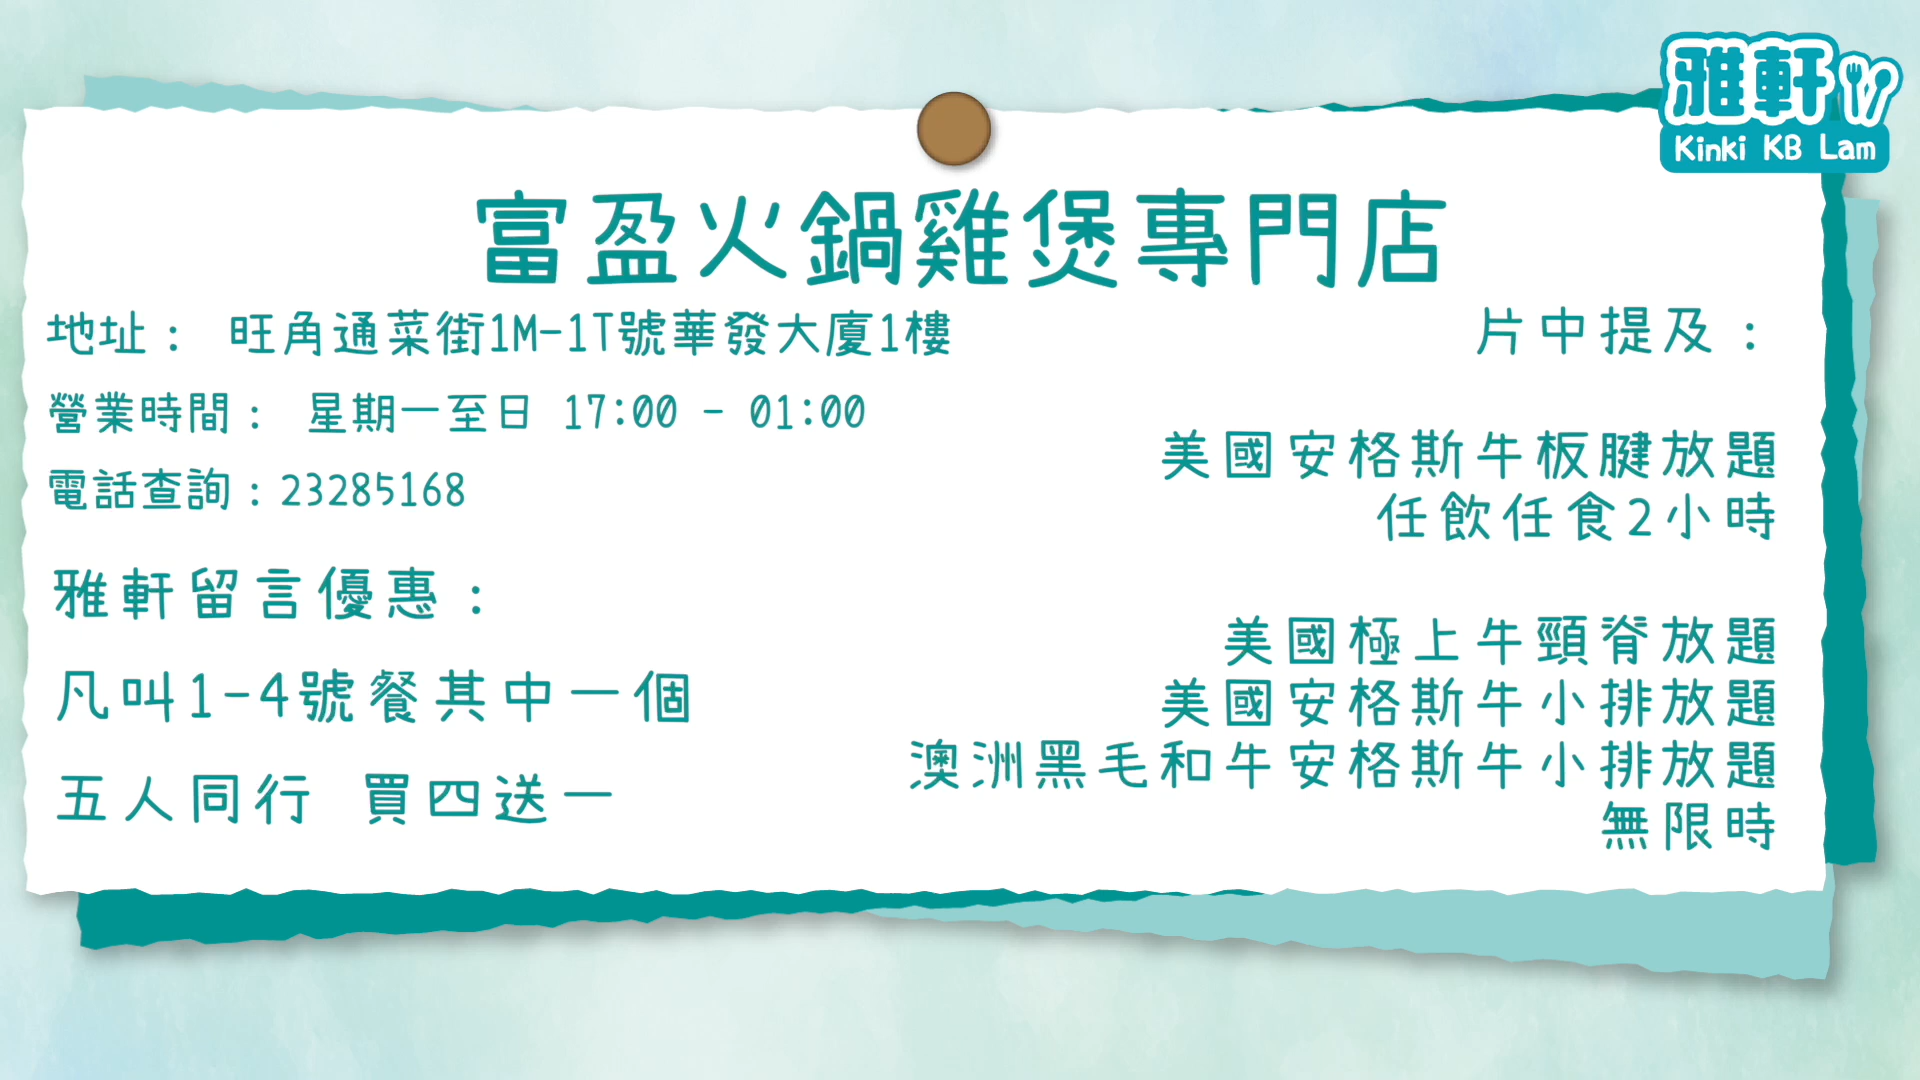 雅軒
Kinki KB Lam
富盈火鍋雞煲專門店
地址： 旺角通菜街1M-1T號華發大廈1樓
營業時間： 星期一至日 17:00 - 01:00
電話查詢：23285168
雅軒留言優惠：
凡叫1-4號餐其中一個
五人同行 買四送一
片中提及：
美國安格斯牛板腱放題
任飲任食2小時
美國極上牛頸脊放題
美國安格斯牛小排放題
澳洲黑毛和牛安格斯牛小排放題
無限時